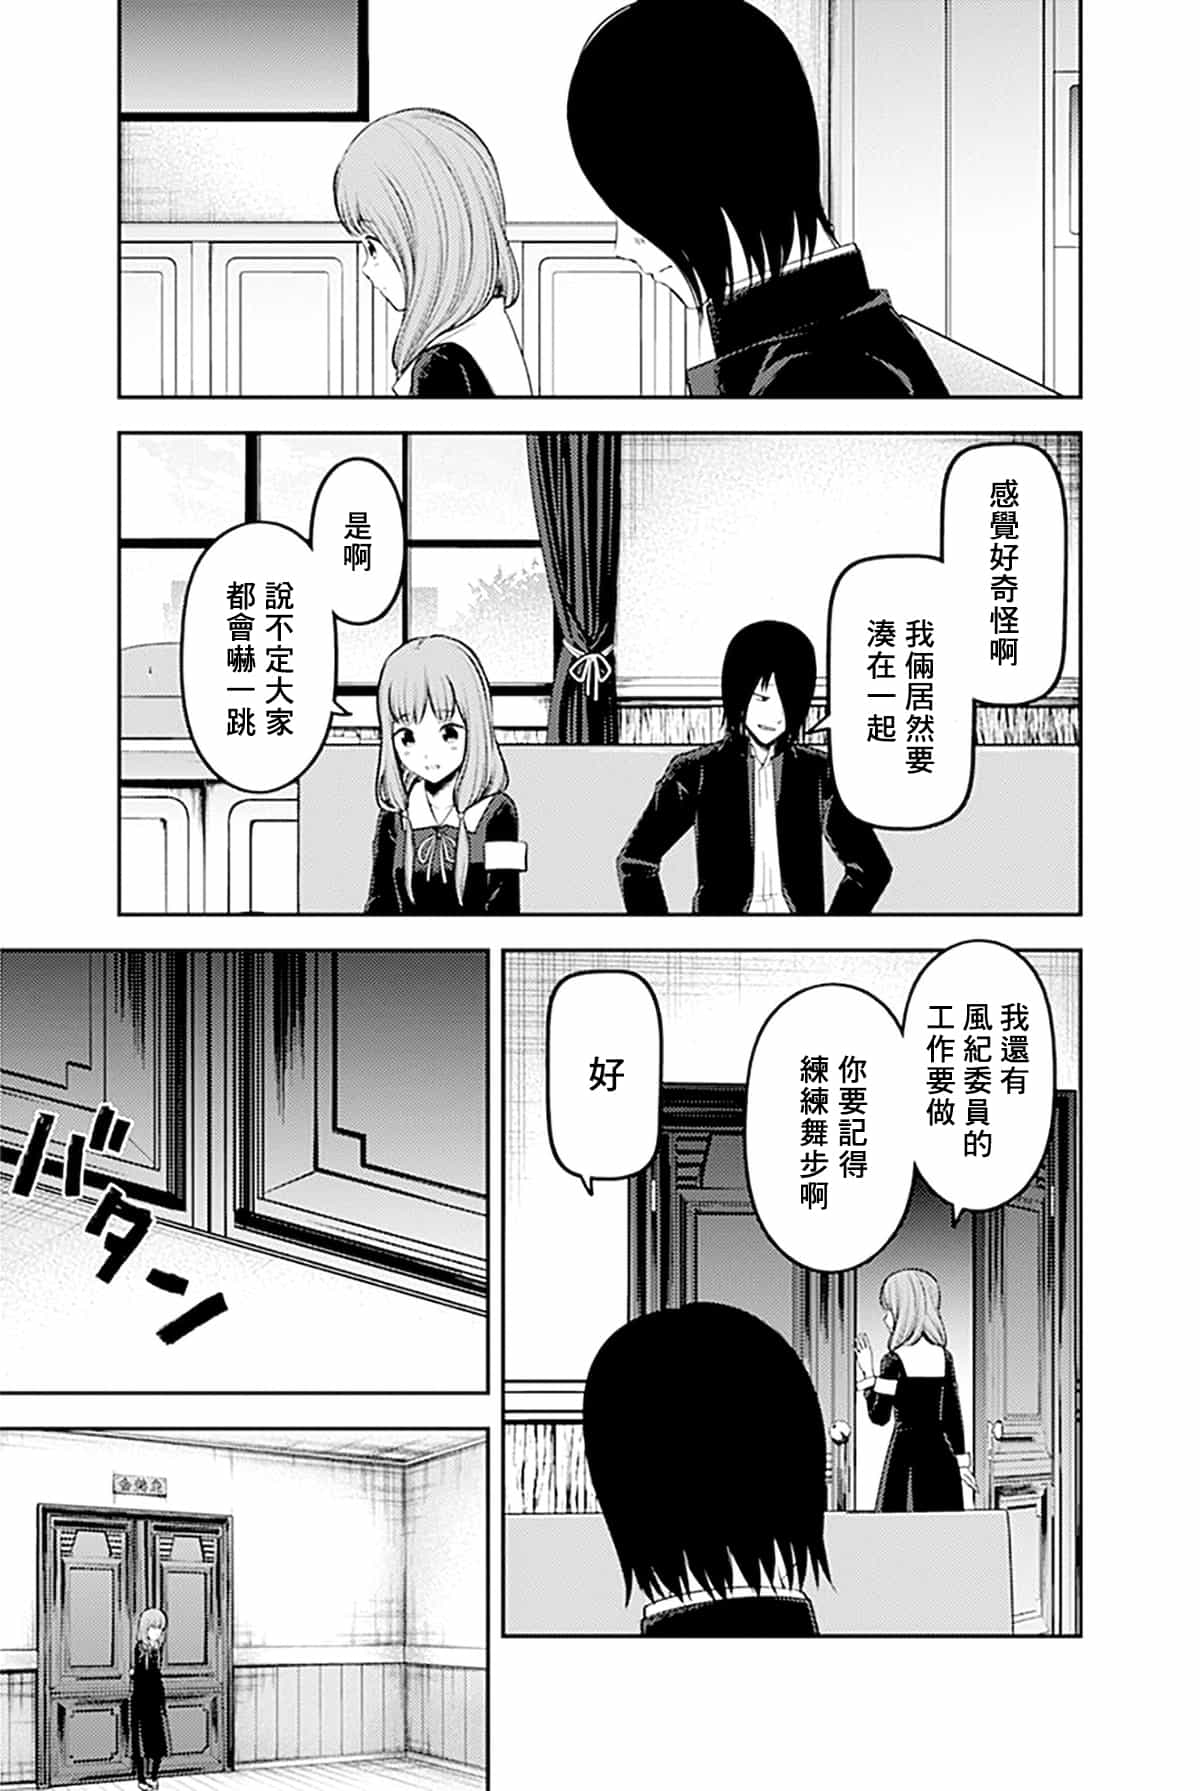 感覺好奇怪啊
我倆居然要
湊在一起
是啊
說不定大家
都會嚇一跳
我還有
風紀委員的
工作要做
你要記得
練練舞步啊
好
バタン